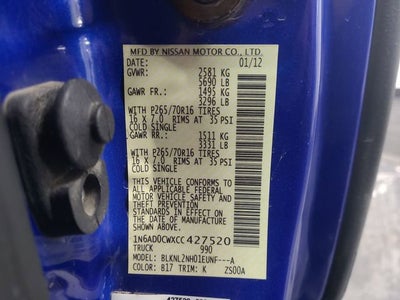 MFD BY NISSAN MOTOR CO., LTD.
DATE: 01/12
GVWR: 2581 KG
5690 LB
GAWR FR.: 1495 KG
3296 LB
WITH P265/70R16 TIRES
16 X 7.0 RIMS AT 35 PSI
COLD SINGLE
GAWR RR.: 1511 KG
3331 LB
WITH P265/70R16 TIRES
16 X 7.0 RIMS AT 35 PSI
COLD SINGLE
THIS VEHICLE CONFORMS TO
ALL APPLICABLE U.S. FEDERAL
MOTOR VEHICLE SAFETY AND
AND THEFT PREVENTION
STANDARDS IN EFFECT ON THE
DATE OF MANUFACTURE SHOWN
ABOVE.
1N6AD0CWXCC 427520
TRUCK 990
MODEL: BLKNL2NH01EUNF---A
COLOR: B17 TRIM: K ZS00A